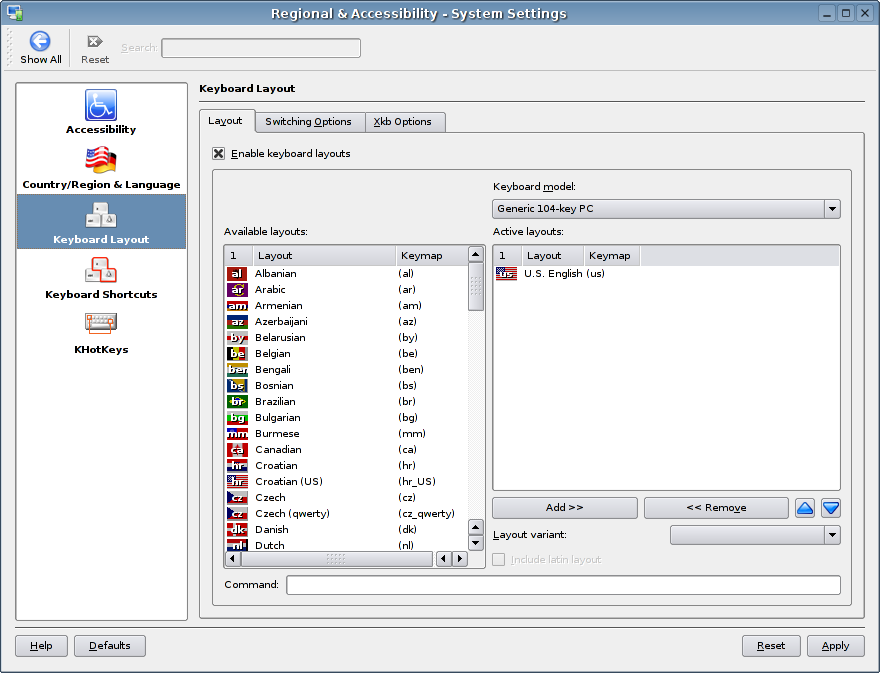 Regional & Accessibility - System Settings
Show All
Reset
Search:
Accessibility
Country/Region & Language
Keyboard Layout
Keyboard Shortcuts
KHotKeys
Keyboard Layout
Layout
Switching Options
Xkb Options
Enable keyboard layouts
Keyboard model:
Generic 104-key PC
Available layouts:
1 Layout Keymap
al Albanian (al)
ar Arabic (ar)
am Armenian (am)
az Azerbaijani (az)
by Belarusian (by)
be Belgian (be)
ben Bengali (ben)
bs Bosnian (bs)
br Brazilian (br)
bg Bulgarian (bg)
mm Burmese (mm)
ca Canadian (ca)
hr Croatian (hr)
hr Croatian (US) (hr_US)
cz Czech (cz)
cz Czech (qwerty) (cz_qwerty)
dk Danish (dk)
nl Dutch (nl)
Active layouts:
1 Layout Keymap
us U.S. English (us)
Add >>
<< Remove
Layout variant:
Include latin layout
Command:
Help
Defaults
Reset
Apply